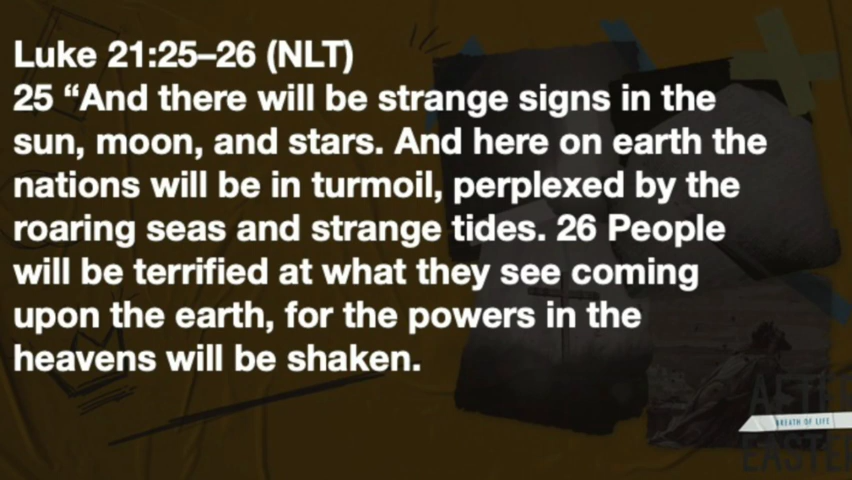 Luke 21:25–26 (NLT)
25 “And there will be strange signs in the
sun, moon, and stars. And here on earth the
nations will be in turmoil, perplexed by the
roaring seas and strange tides. 26 People
will be terrified at what they see coming
upon the earth, for the powers in the
heavens will be shaken.
AFTER
BREATH OF LIFE
EASTER